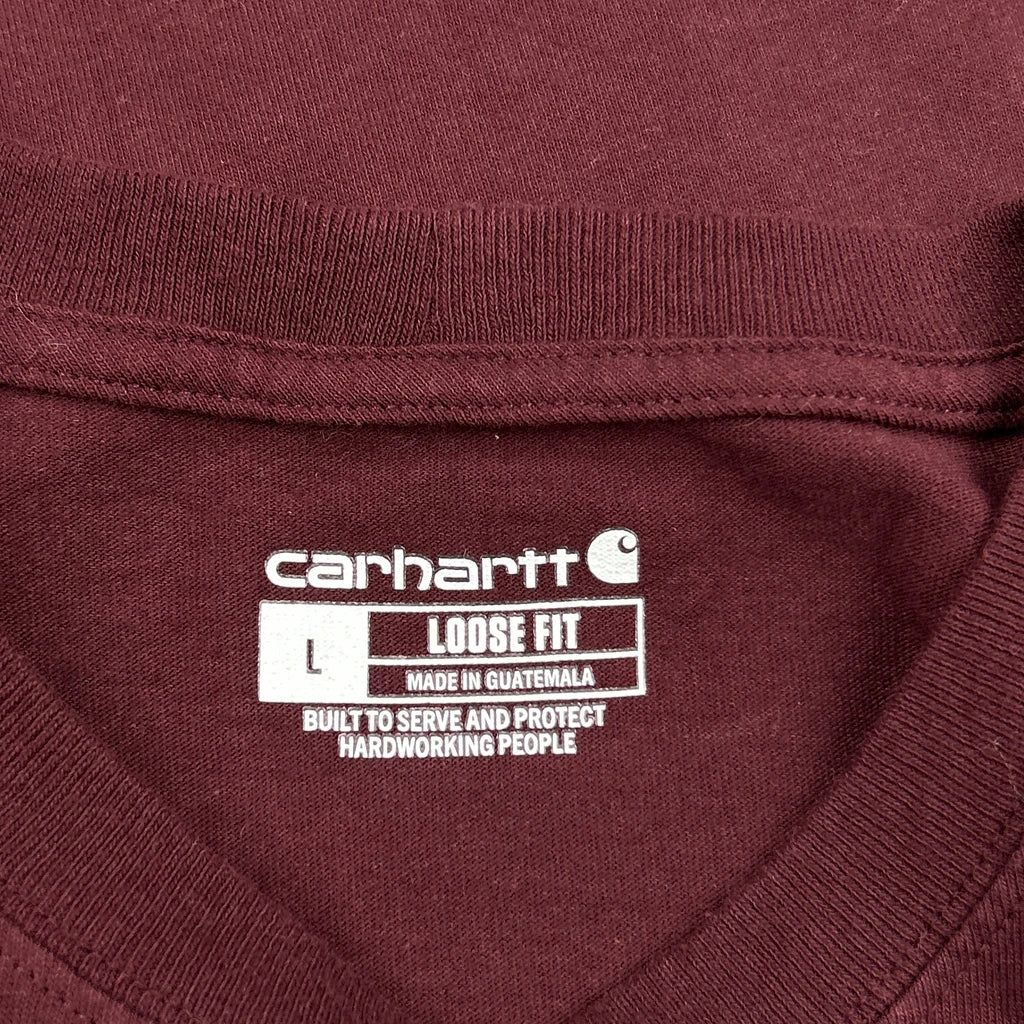 carhartt
L
LOOSE FIT
MADE IN GUATEMALA
BUILT TO SERVE AND PROTECT
HARDWORKING PEOPLE